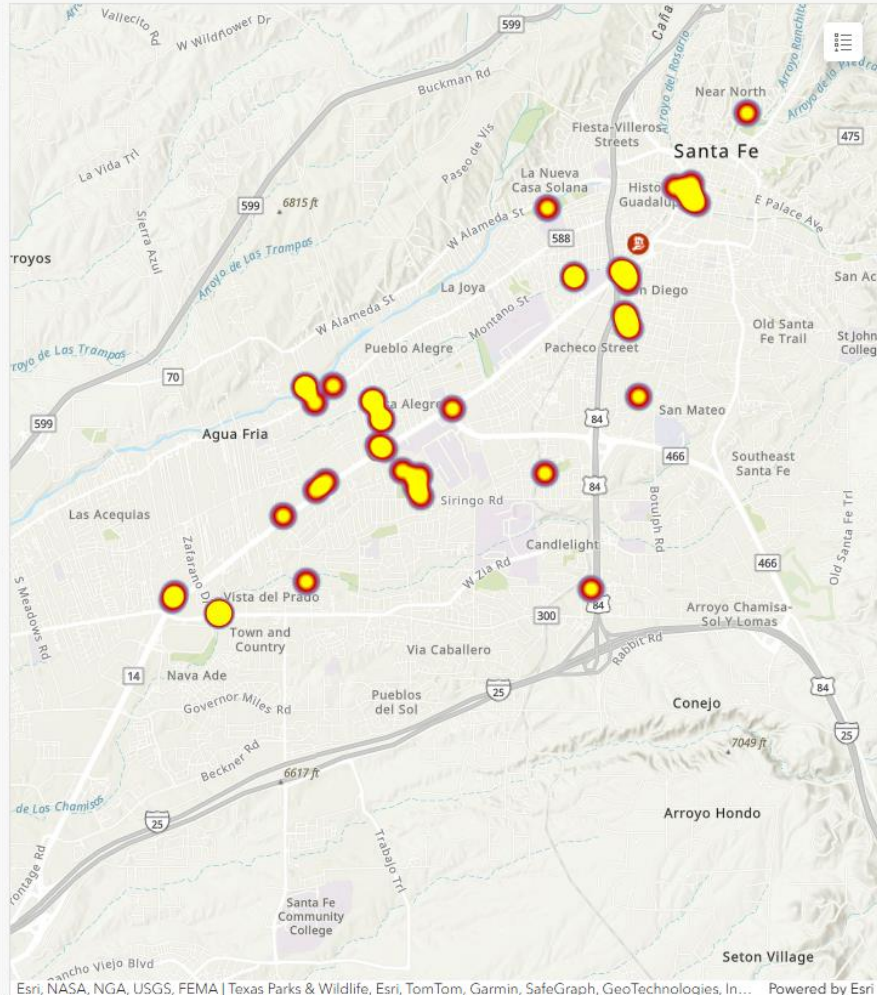 Vallecito Rd
W Wildflower Dr
599
Buckman Rd
Caña
Arroyo del Rosario
Arroyo Ranchito
Arroyo de la Piedra
Near North
Fiesta-Villeros
Streets
Santa Fe
475
La Vida Trl
Paseo de Vis
La Nueva
Casa Solana
Histo
Guadalup
E Palace Ave
599
6815 ft
Sierra Azul
W Alameda St
588
rroyos
Arroyo de Las Trampas
La Joya
n Diego
San Ac
W Alameda St
Montano St
Old Santa
Fe Trail
St John
Colleg
rroyo de Las Trampas
Pueblo Alegre
Pacheco Street
70
a Alegre
San Mateo
599
84
Agua Fria
466
Southeast
Santa Fe
84
Siringo Rd
Las Acequias
Botulph Rd
Old Santa Fe Trl
Candlelight
Zafarano D
W Zia Rd
466
S Meadows Rd
Vista del Prado
84
300
Arroyo Chamisa-
Sol Y Lomas
Town and
Country
Rabbit Rd
Via Caballero
14
Nava Ade
25
84
Governor Miles Rd
Pueblos
del Sol
Conejo
25
Beckner Rd
7049 ft
6617 ft
de Los Chamisos
25
Arroyo Hondo
rontage Rd
Trabajo Trl
Santa Fe
Community
College
Seton Village
Rancho Viejo Blvd
Esri, NASA, NGA, USGS, FEMA | Texas Parks & Wildlife, Esri, TomTom, Garmin, SafeGraph, GeoTechnologies, In... Powered by Esri